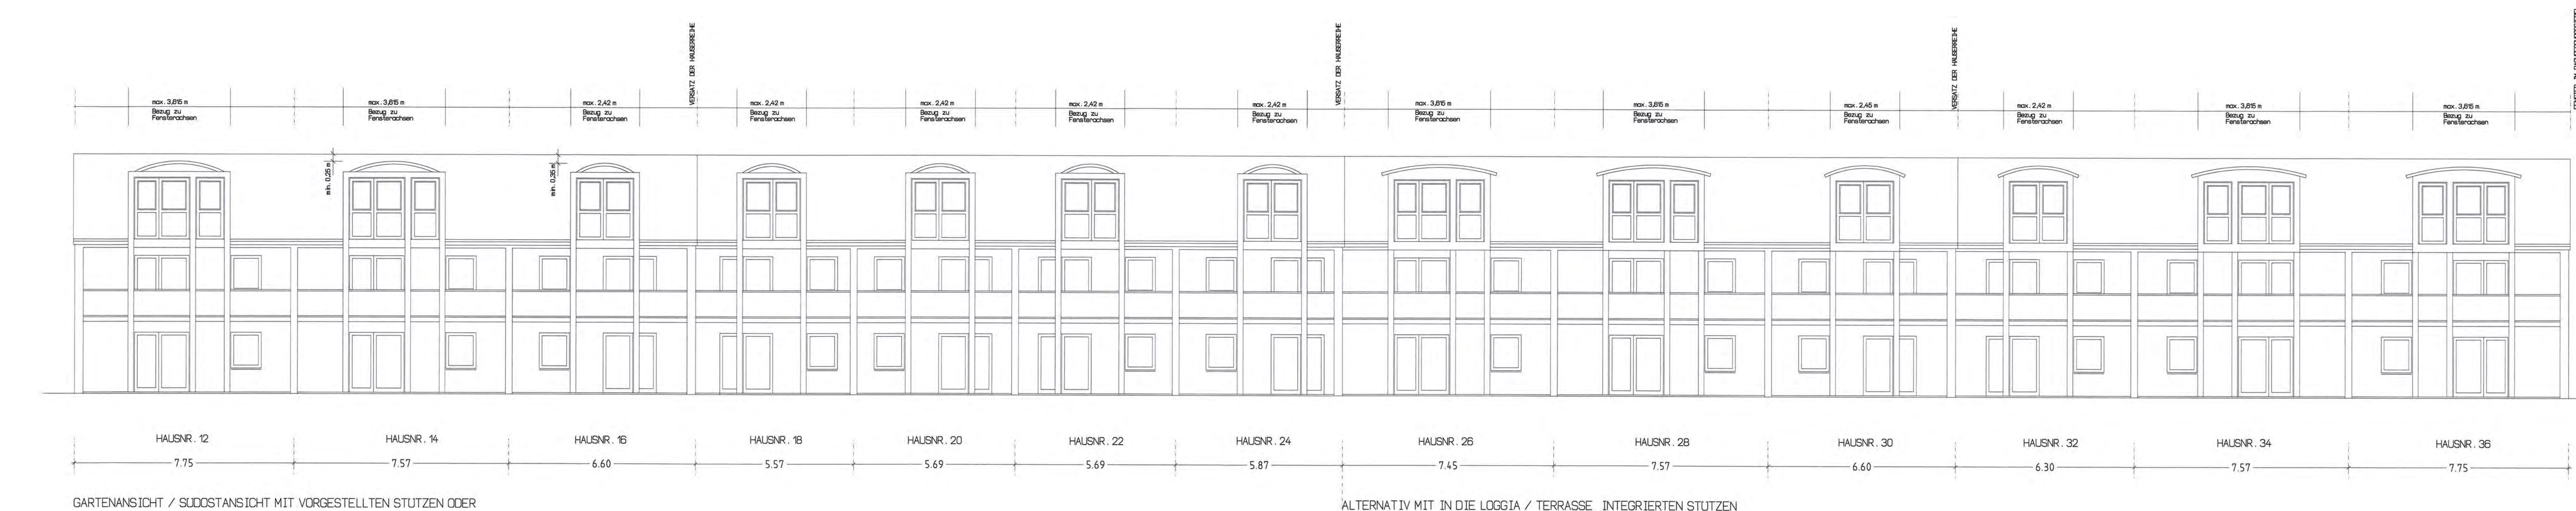 VERSATZ DER HÄUSERREIHE
VERSATZ DER HÄUSERREIHE
VERSATZ DER HÄUSERREIHE
max. 3,615 m
Bezug zu
Fensterachsen
max. 3,615 m
Bezug zu
Fensterachsen
max. 2,42 m
Bezug zu
Fensterachsen
max. 2,42 m
Bezug zu
Fensterachsen
max. 2,42 m
Bezug zu
Fensterachsen
max. 2,42 m
Bezug zu
Fensterachsen
max. 2,42 m
Bezug zu
Fensterachsen
max. 3,615 m
Bezug zu
Fensterachsen
max. 3,615 m
Bezug zu
Fensterachsen
max. 2,45 m
Bezug zu
Fensterachsen
max. 2,42 m
Bezug zu
Fensterachsen
max. 3,615 m
Bezug zu
Fensterachsen
max. 3,615 m
Bezug zu
Fensterachsen
min. 0,25 m
min. 0,35 m
HAUSNR. 12
HAUSNR. 14
HAUSNR. 16
HAUSNR. 18
HAUSNR. 20
HAUSNR. 22
HAUSNR. 24
HAUSNR. 26
HAUSNR. 28
HAUSNR. 30
HAUSNR. 32
HAUSNR. 34
HAUSNR. 36
7.75
7.57
6.60
5.57
5.69
5.69
5.87
7.45
7.57
6.60
6.30
7.57
7.75
GARTENANSICHT / SÜDOSTANSICHT MIT VORGESTELLTEN STÜTZEN ODER
ALTERNATIV MIT IN DIE LOGGIA / TERRASSE INTEGRIERTEN STÜTZEN